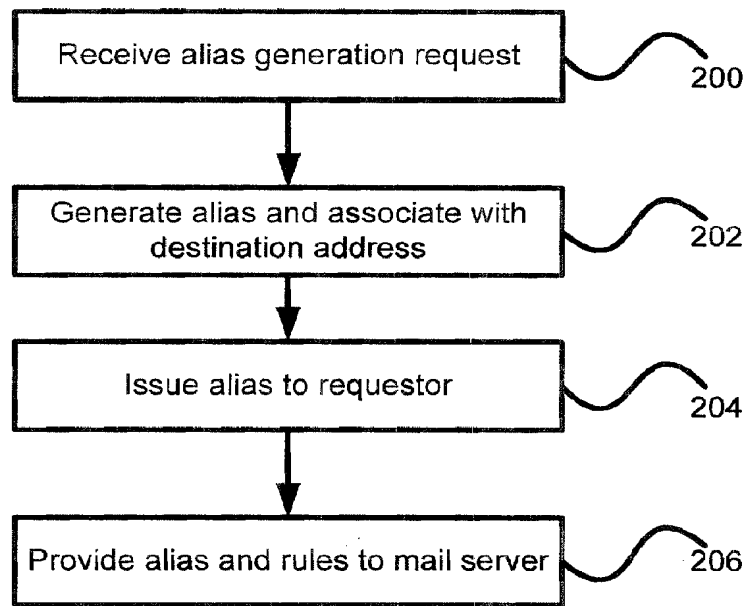 Receive alias generation request
200
Generate alias and associate with
destination address
202
Issue alias to requestor
204
Provide alias and rules to mail server
206